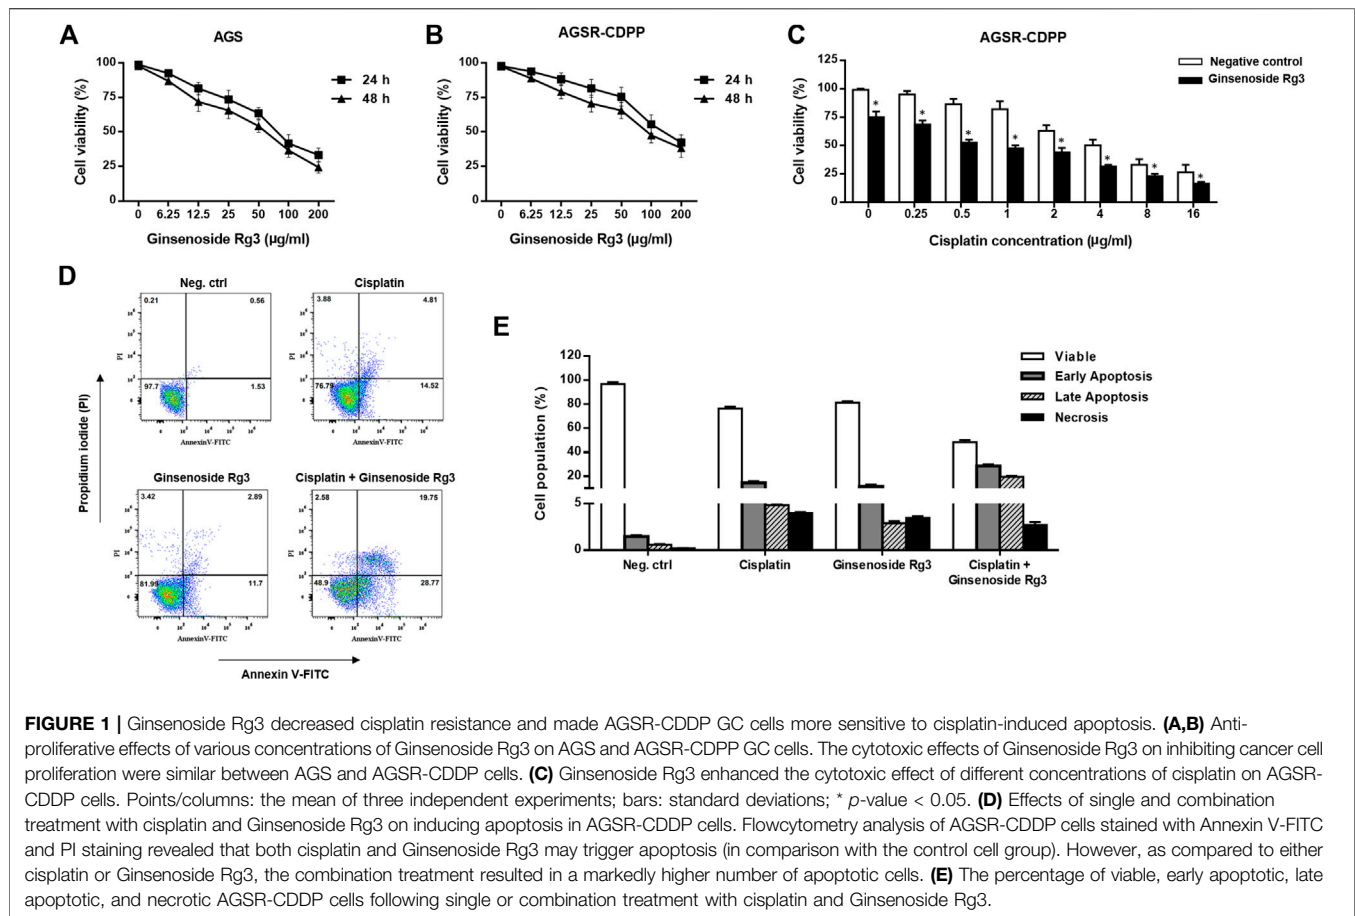 A
AGS
Cell viability (%)
100
75
50
25
0
0 6.25 12.5 25 50 100 200
Ginsenoside Rg3 (µg/ml)
24 h
48 h
B
AGSR-CDPP
Cell viability (%)
100
75
50
25
0
0 6.25 12.5 25 50 100 200
Ginsenoside Rg3 (µg/ml)
24 h
48 h
C
AGSR-CDPP
Negative control
Ginsenoside Rg3
Cell viability (%)
125
100
75
50
25
0
* * * * * * * *
0 0.25 0.5 1 2 4 8 16
Cisplatin concentration (µg/ml)
D
Propidium iodide (PI)
Neg. ctrl
0.21 0.56
97.7 1.53
PI
AnnexinV-FITC
Cisplatin
3.88 4.81
76.79 14.52
PI
AnnexinV-FITC
Ginsenoside Rg3
3.42 2.89
81.99 11.7
PI
AnnexinV-FITC
Cisplatin + Ginsenoside Rg3
2.58 19.75
48.9 28.77
PI
AnnexinV-FITC
Annexin V-FITC
E
Cell population (%)
120
100
80
60
40
20
5
0
Viable
Early Apoptosis
Late Apoptosis
Necrosis
Neg. ctrl Cisplatin Ginsenoside Rg3 Cisplatin +
Ginsenoside Rg3
FIGURE 1 | Ginsenoside Rg3 decreased cisplatin resistance and made AGSR-CDDP GC cells more sensitive to cisplatin-induced apoptosis. (A,B) Anti-
proliferative effects of various concentrations of Ginsenoside Rg3 on AGS and AGSR-CDPP GC cells. The cytotoxic effects of Ginsenoside Rg3 on inhibiting cancer cell
proliferation were similar between AGS and AGSR-CDDP cells. (C) Ginsenoside Rg3 enhanced the cytotoxic effect of different concentrations of cisplatin on AGSR-
CDDP cells. Points/columns: the mean of three independent experiments; bars: standard deviations; * p-value < 0.05. (D) Effects of single and combination
treatment with cisplatin and Ginsenoside Rg3 on inducing apoptosis in AGSR-CDDP cells. Flowcytometry analysis of AGSR-CDDP cells stained with Annexin V-FITC
and PI staining revealed that both cisplatin and Ginsenoside Rg3 may trigger apoptosis (in comparison with the control cell group). However, as compared to either
cisplatin or Ginsenoside Rg3, the combination treatment resulted in a markedly higher number of apoptotic cells. (E) The percentage of viable, early apoptotic, late
apoptotic, and necrotic AGSR-CDDP cells following single or combination treatment with cisplatin and Ginsenoside Rg3.